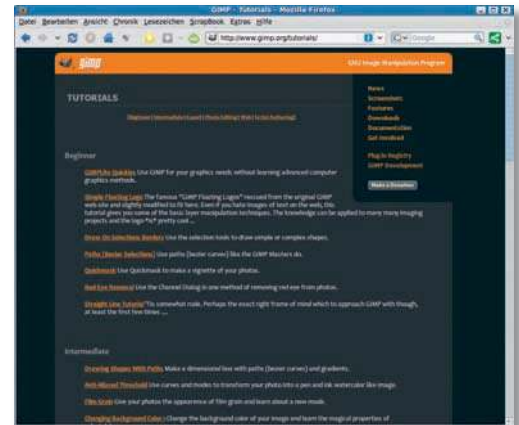 GIMP - Tutorials - Mozilla Firefox
Datei Bearbeiten Ansicht Chronik Lesezeichen ScrapBook Extras Hilfe
http://www.gimp.org/tutorials/
Google
gimp
GNU Image Manipulation Program
News
Screenshots
Features
Downloads
Documentation
Get Involved
Plugin Registry
GIMP Development
Make a Donation
TUTORIALS
Beginner
GIMPLite Quickies Use GIMP for your graphics needs without learning advanced computer
graphics methods.
Simple Floating Logo The famous "GIMP Floating Logos" rescued from the original GIMP
web site and slightly modified to fit here. Even if you hate images of text on the web, this
tutorial gives you some of the basic layer manipulation techniques. The knowledge can be applied to many many imaging
projects and the logo *is* pretty cool ...
Draw On Selections Borders Use the selection tools to draw simple or complex shapes.
Paths (Bezier Selections) Use paths (bezier curves) like the GIMP Masters do.
Quickmask Use Quickmask to make a vignette of your photos.
Red Eye Removal Use the Channel Dialog in one method of removing red eye from photos.
Straight Line Tutorial 'Tis somewhat rude. Perhaps the exact right frame of mind which to approach GIMP with though,
at least the first few times ...
Intermediate
Drawing Shapes With Paths Make a dimensional box with paths (bezier curves) and gradients.
Anti-Aliased Threshold Use curves and modes to transform your photo into a pen and ink watercolor like image.
Film Grain Give your photos the appearence of film grain and learn about a new mode.
Changing Background Color 1 Change the background color of your image and learn the magical properties of